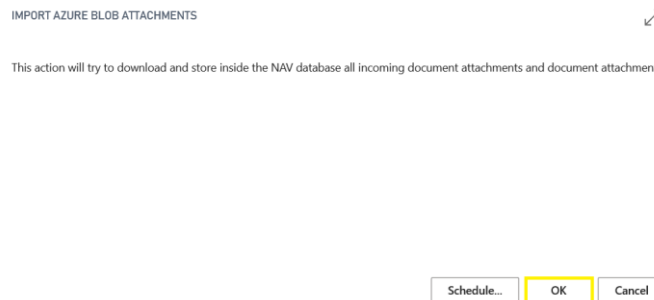 IMPORT AZURE BLOB ATTACHMENTS
This action will try to download and store inside the NAV database all incoming document attachments and document attachmen
Schedule... OK Cancel